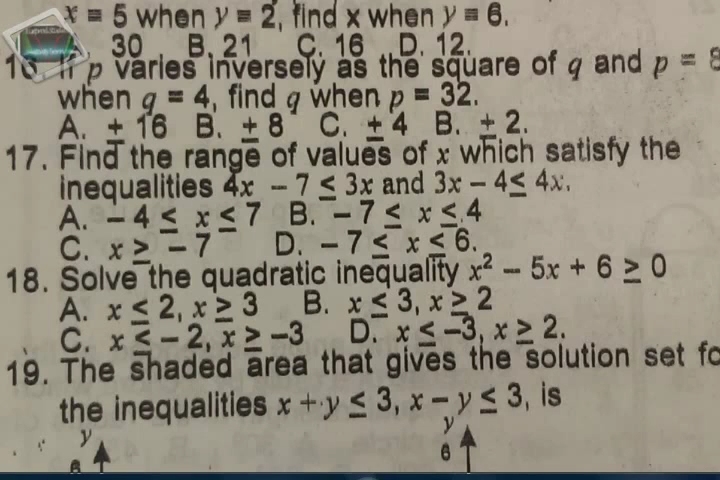 x = 5 when y = 2, find x when y = 6.
30 B. 21 C. 16 D. 12.
16 If p varies inversely as the square of q and p = 8
when q = 4, find q when p = 32.
A. ± 16 B. ± 8 C. ± 4 B. ± 2.
17. Find the range of values of x which satisfy the
inequalities 4x – 7 ≤ 3x and 3x – 4 ≤ 4x.
A. – 4 ≤ x ≤ 7 B. – 7 ≤ x ≤ 4
C. x ≥ – 7 D. – 7 ≤ x ≤ 6.
18. Solve the quadratic inequality x² – 5x + 6 ≥ 0
A. x ≤ 2, x ≥ 3 B. x ≤ 3, x ≥ 2
C. x ≤ – 2, x ≥ –3 D. x ≤ –3, x ≥ 2.
19. The shaded area that gives the solution set fo
the inequalities x + y ≤ 3, x – y ≤ 3, is
y y
6 6